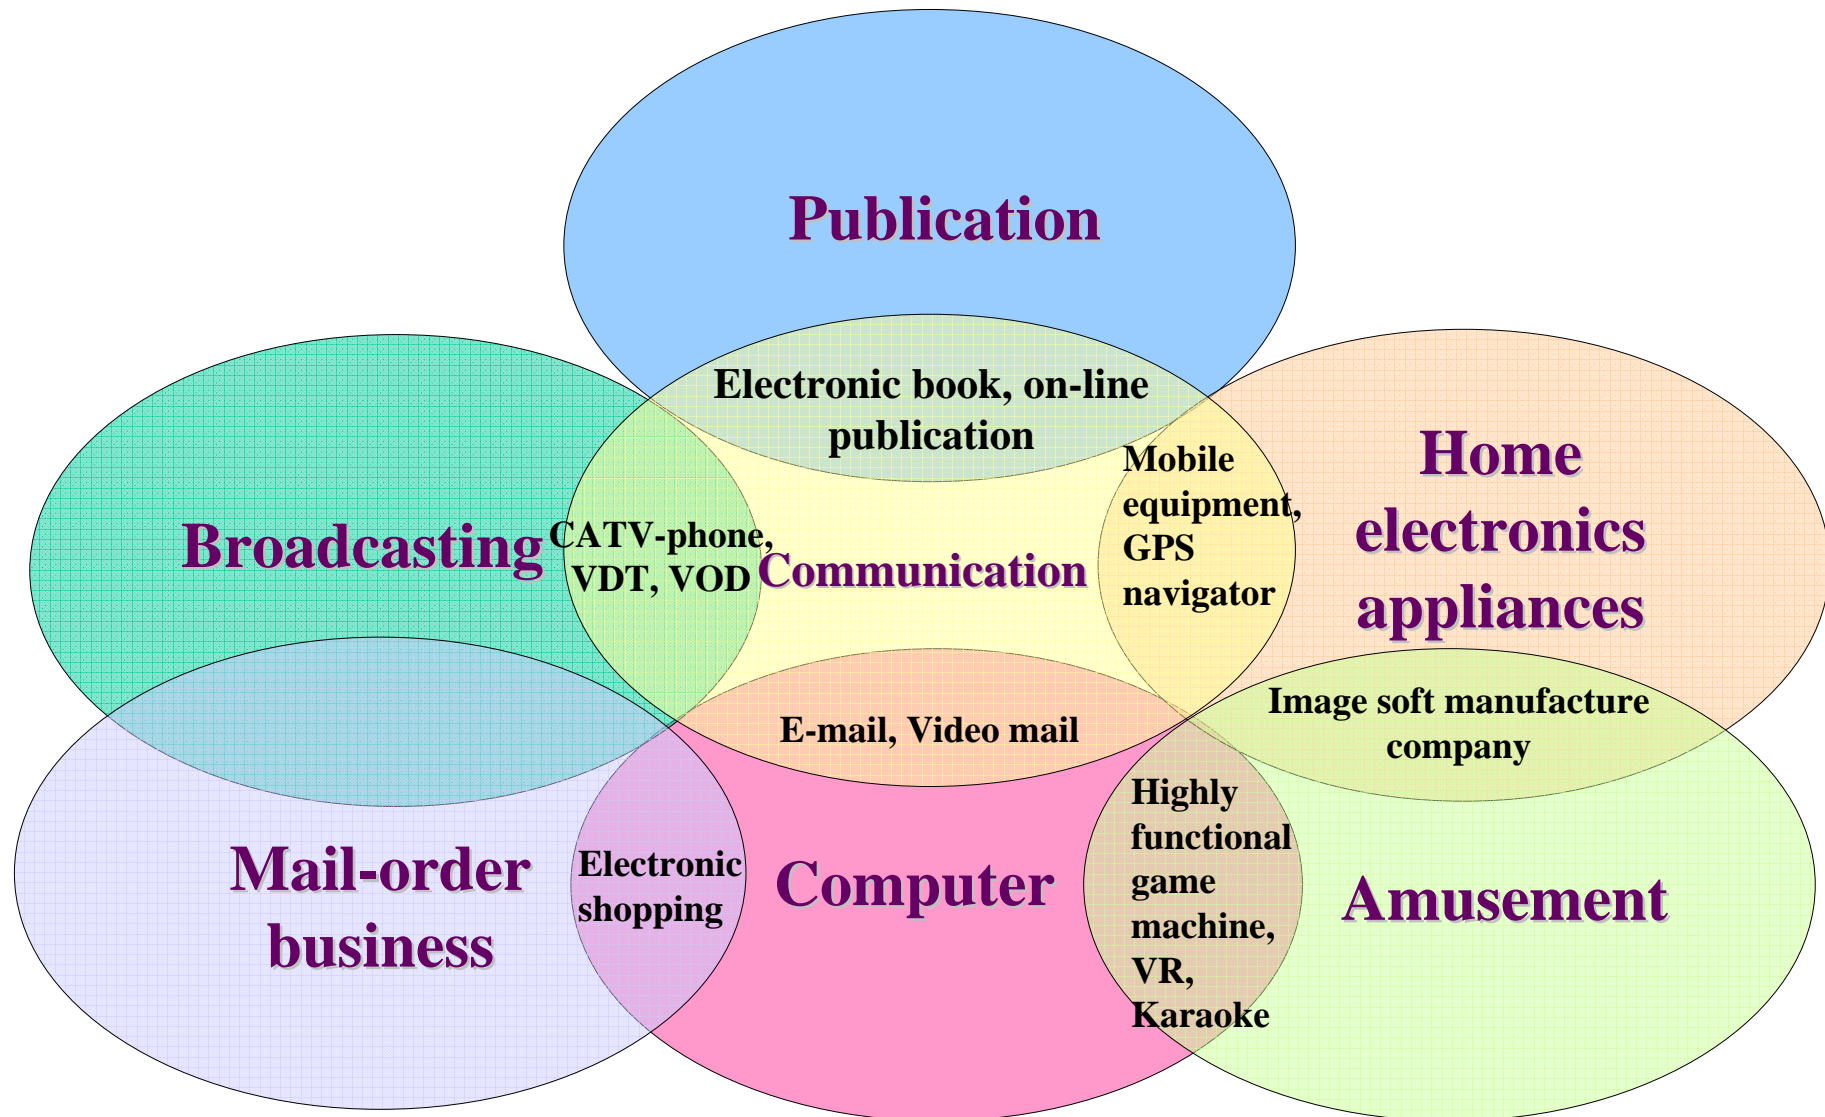 Publication
Electronic book, on-line
publication
Broadcasting
CATV-phone,
VDT, VOD
Communication
Mobile
equipment,
GPS
navigator
Home
electronics
appliances
E-mail, Video mail
Image soft manufacture
company
Mail-order
business
Electronic
shopping
Computer
Highly
functional
game
machine,
VR,
Karaoke
Amusement